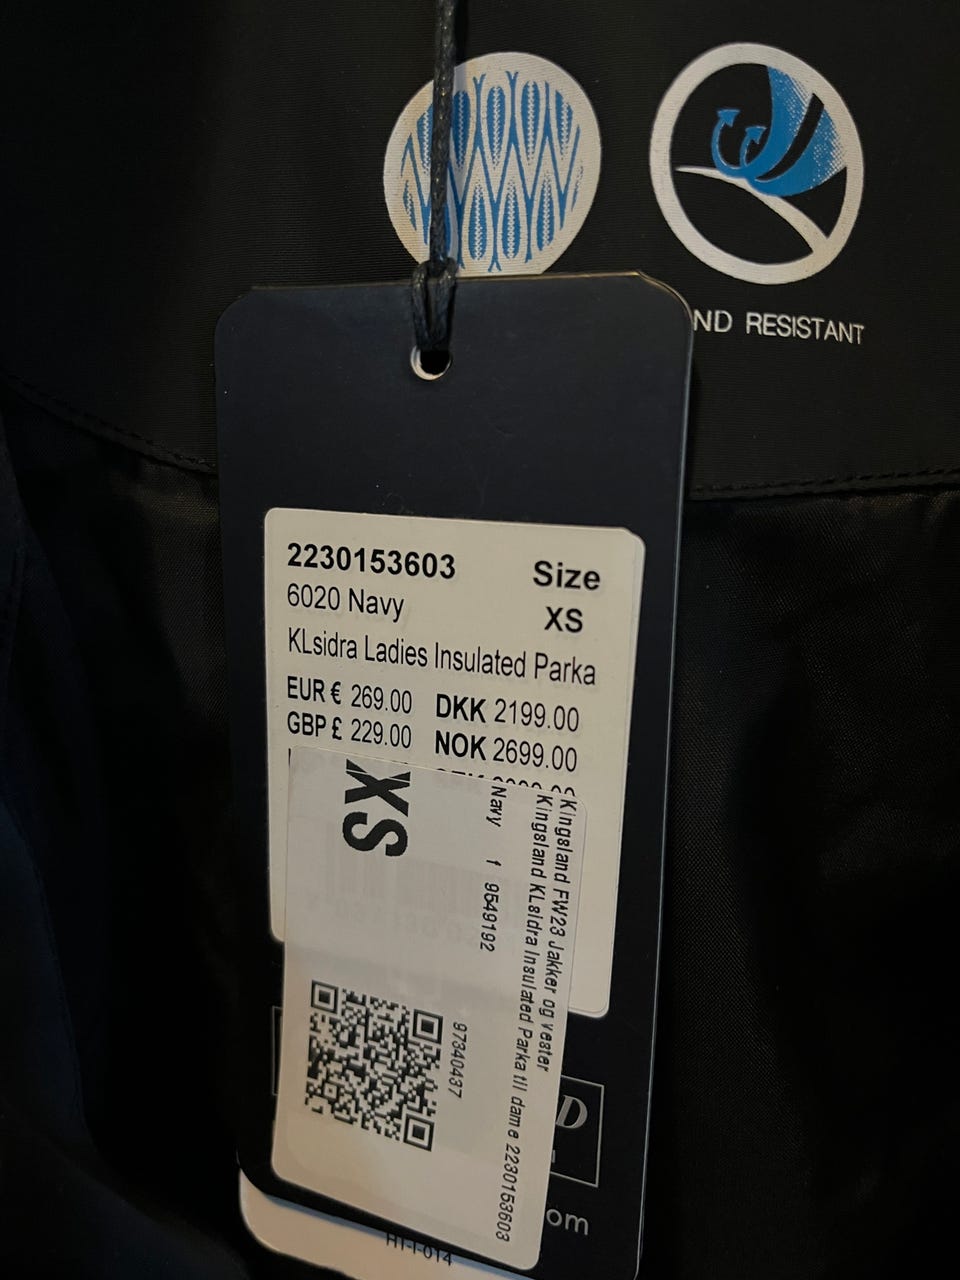 ND RESISTANT
2230153603
Size
6020 Navy
XS
KLsidra Ladies Insulated Parka
EUR € 269.00 DKK 2199.00
GBP £ 229.00 NOK 2699.00
XS
Kingsland FW23 Jakker og vester
Kingsland KLsidra Insulated Parka til dame 2230153603
Navy 1 9549192
97340437
D
om
H1-I-014